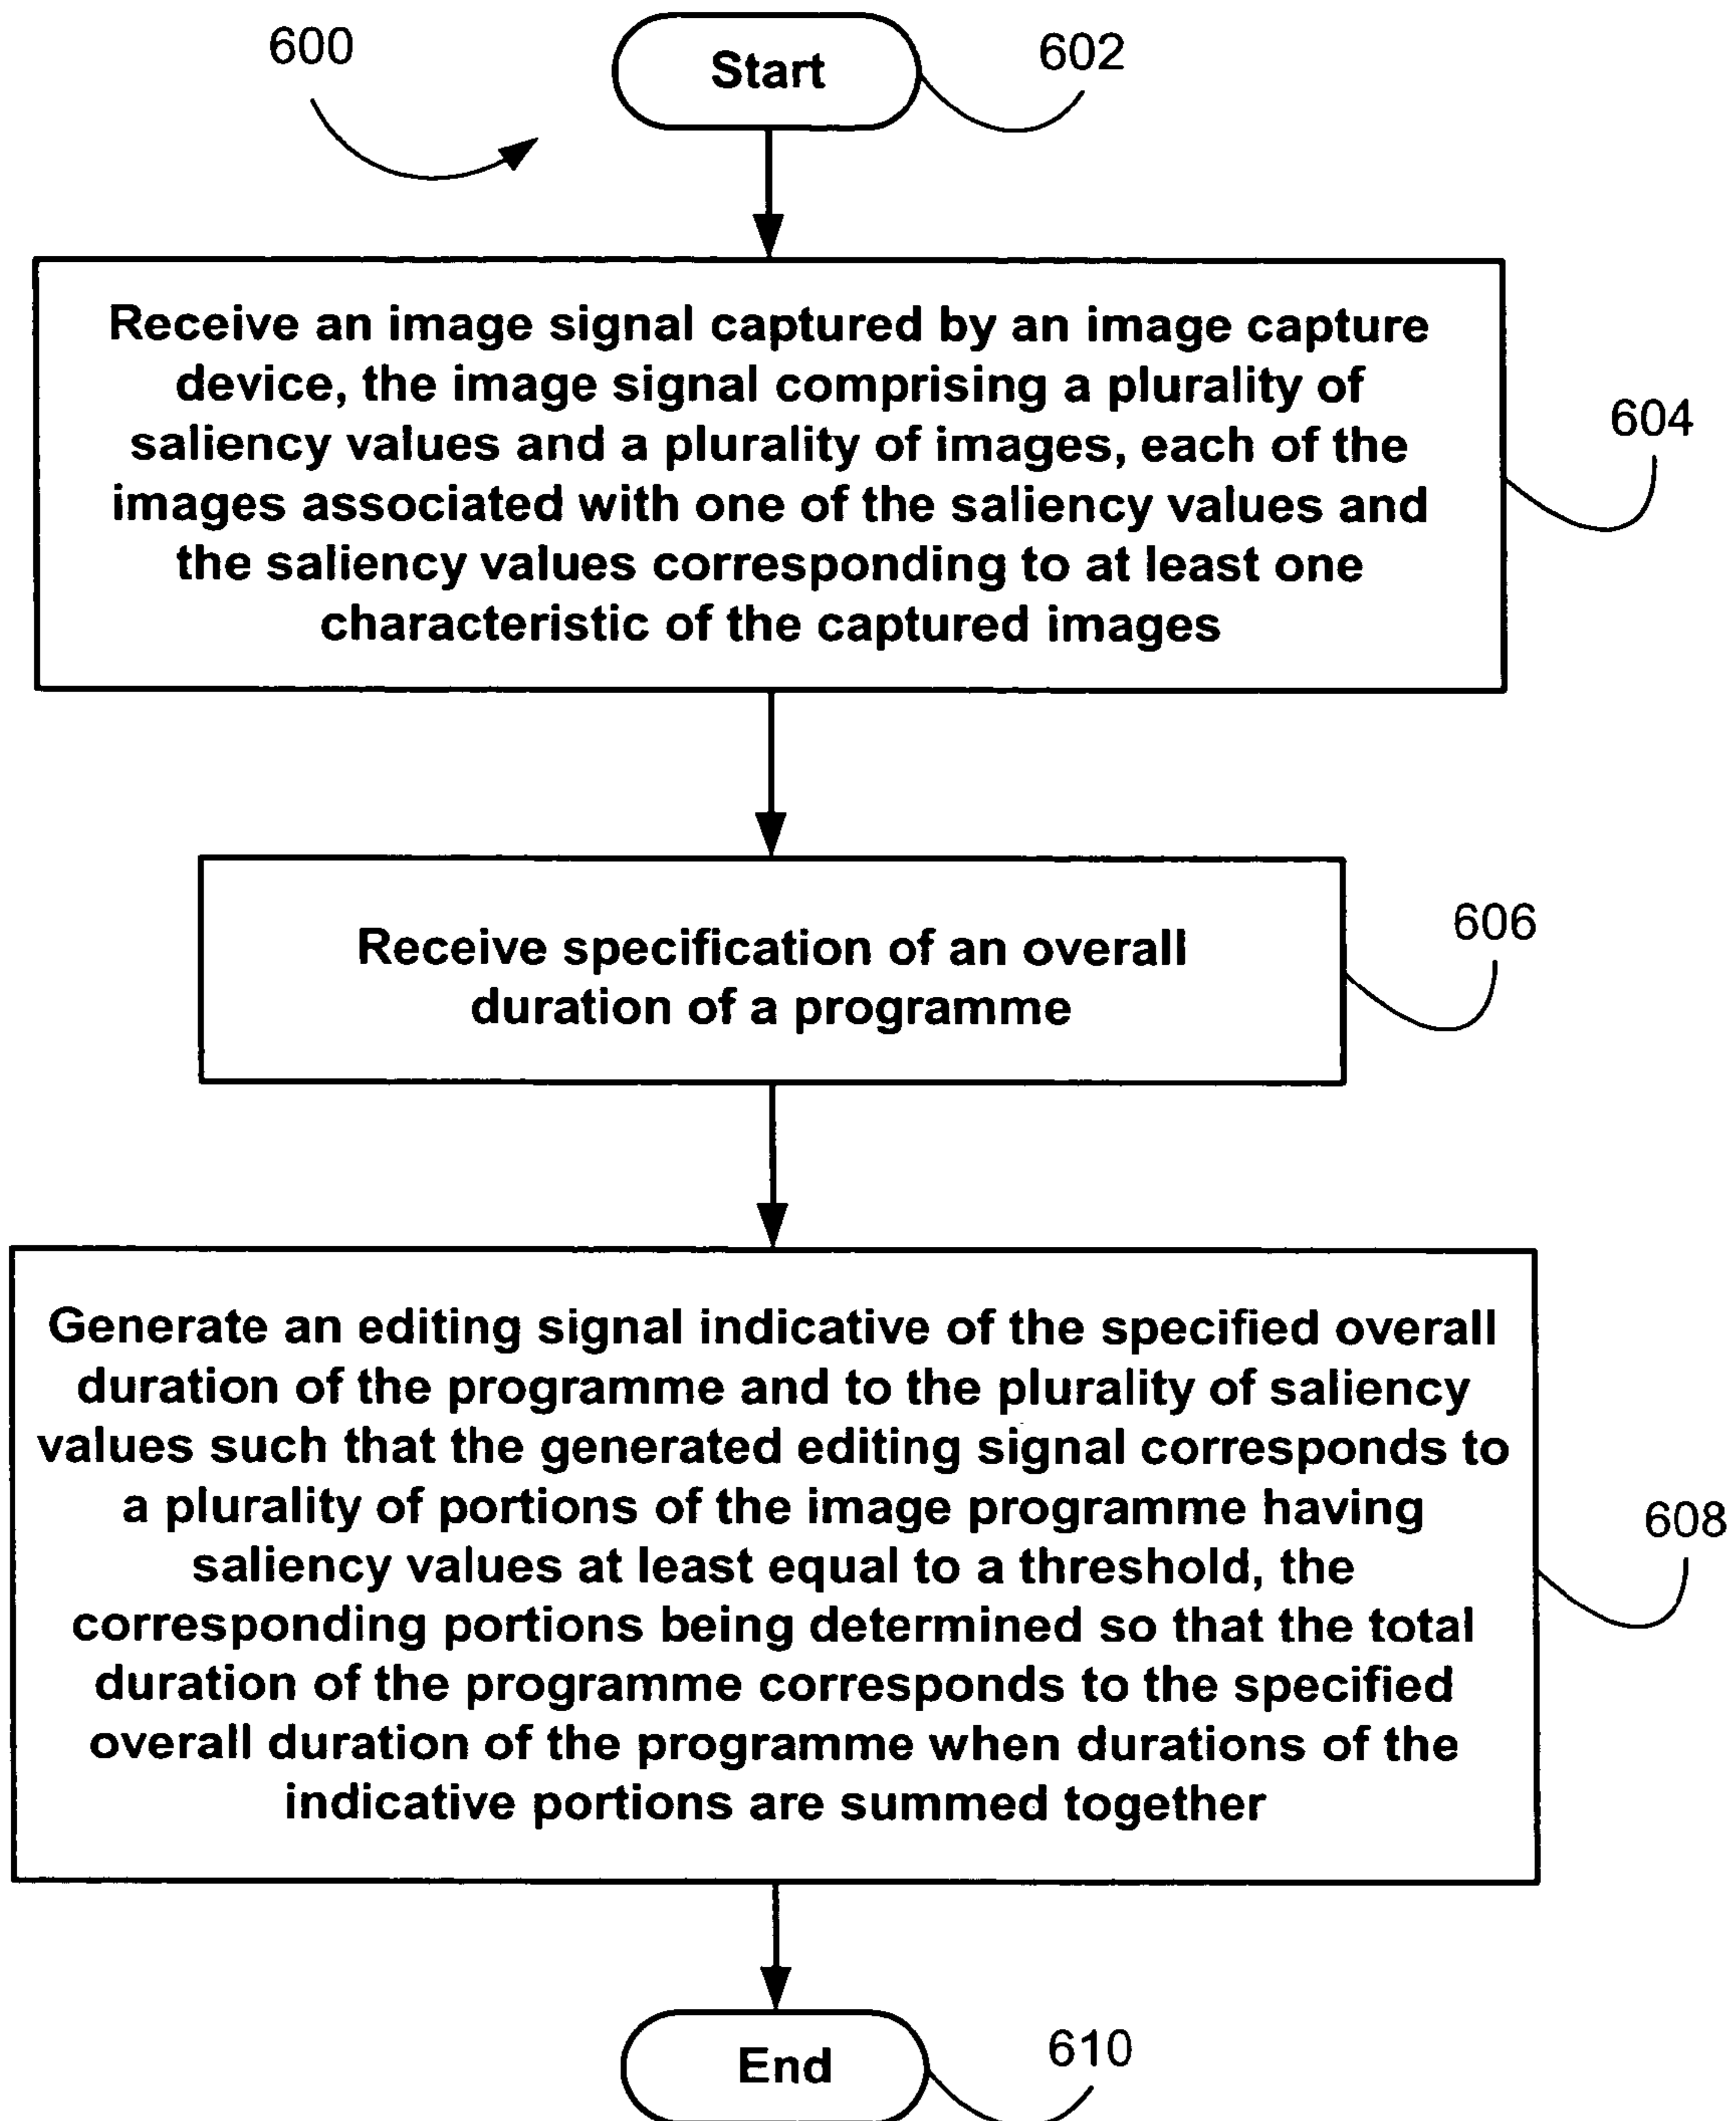 600
Start
602
Receive an image signal captured by an image capture
device, the image signal comprising a plurality of
saliency values and a plurality of images, each of the
images associated with one of the saliency values and
the saliency values corresponding to at least one
characteristic of the captured images
604
Receive specification of an overall
duration of a programme
606
Generate an editing signal indicative of the specified overall
duration of the programme and to the plurality of saliency
values such that the generated editing signal corresponds to
a plurality of portions of the image programme having
saliency values at least equal to a threshold, the
corresponding portions being determined so that the total
duration of the programme corresponds to the specified
overall duration of the programme when durations of the
indicative portions are summed together
608
End
610